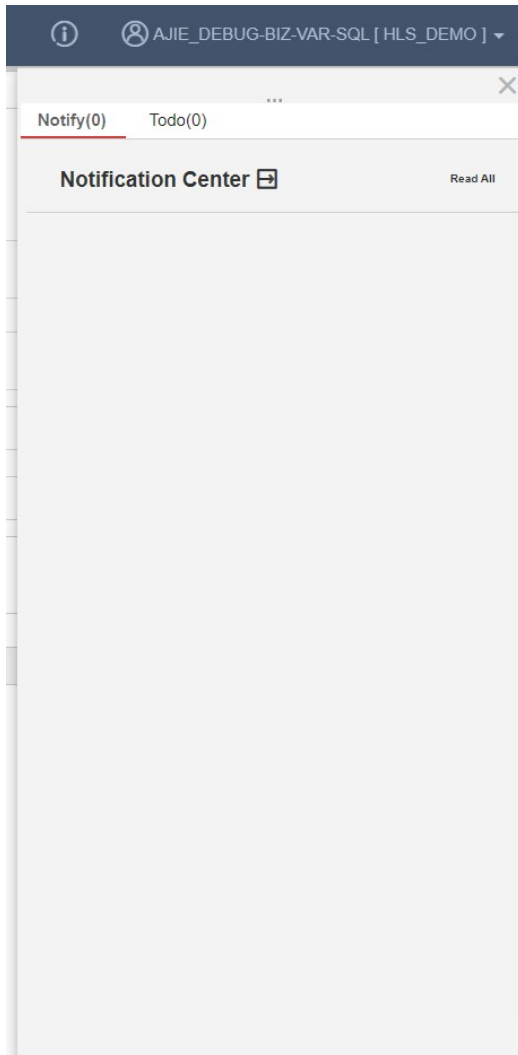 AJIE_DEBUG-BIZ-VAR-SQL [ HLS_DEMO ]
Notify(0) Todo(0)
Notification Center Read All